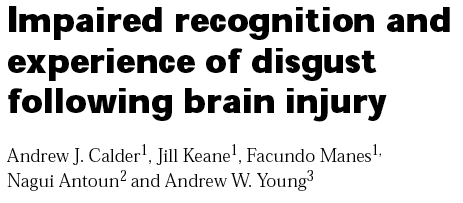 Impaired recognition and
experience of disgust
following brain injury
Andrew J. Calder1, Jill Keane1, Facundo Manes1,
Nagui Antoun2 and Andrew W. Young3